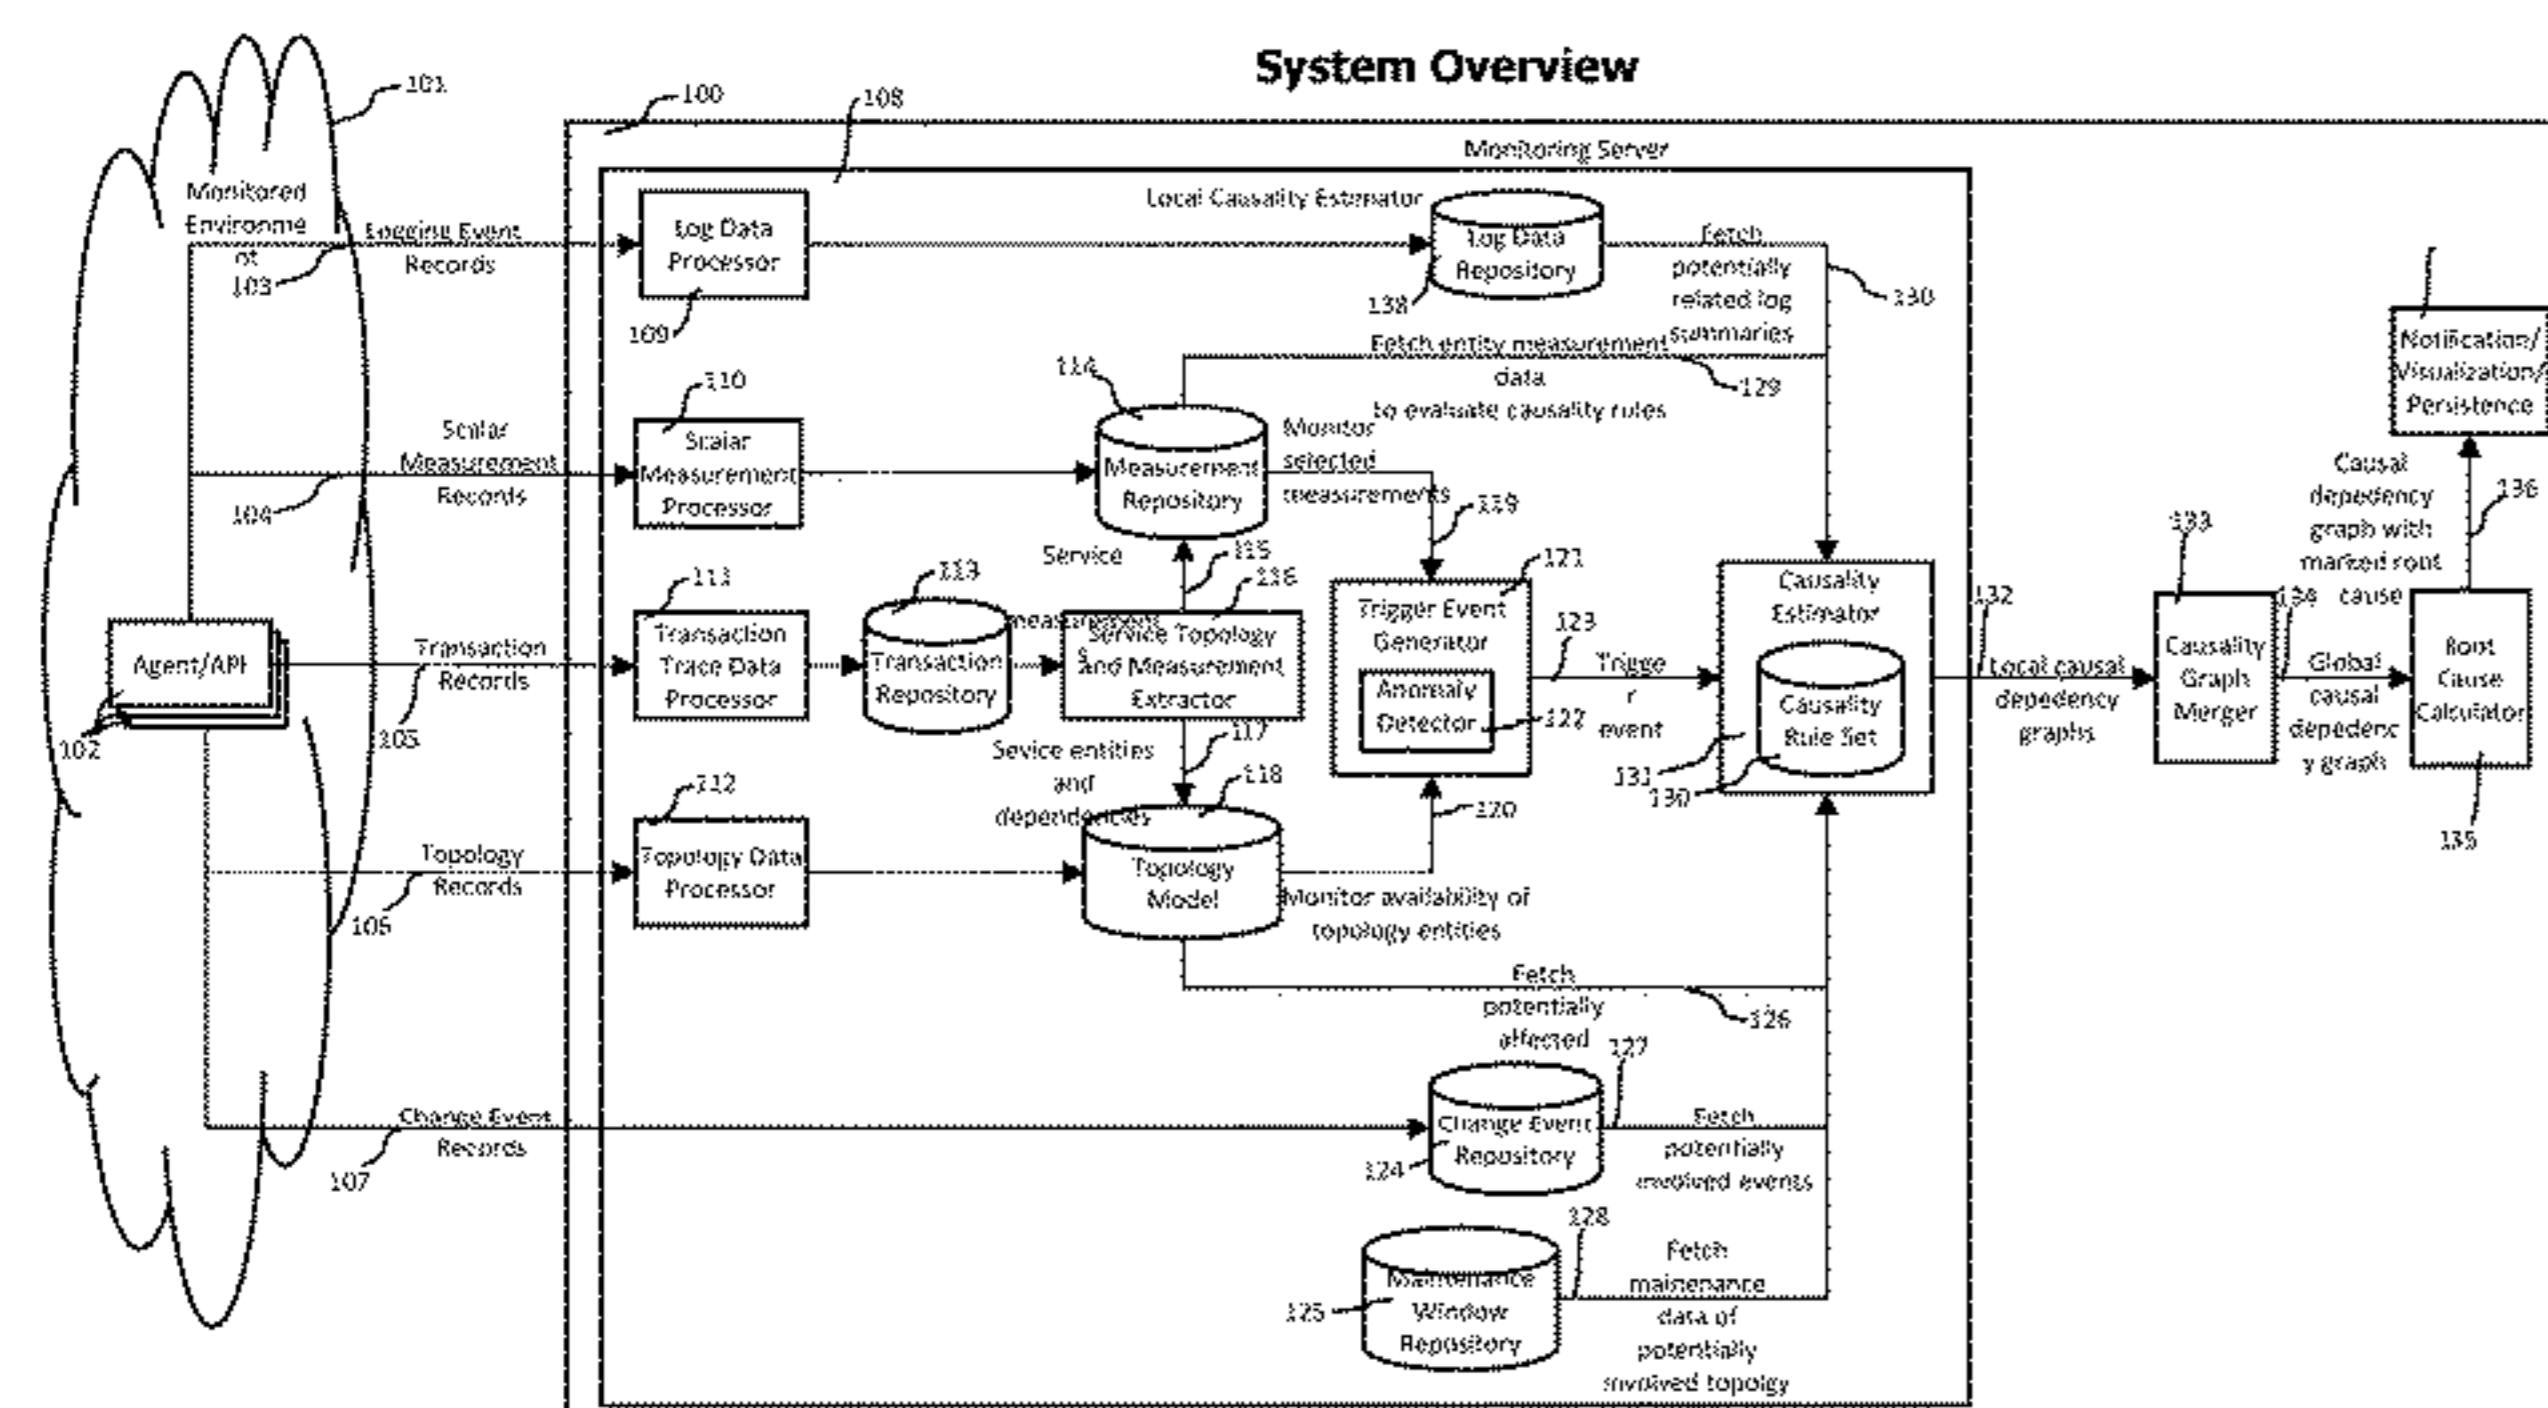 System Overview
101
100
108
Monitoring Server
Monitored
Environme
nt
103
Logging Event
Records
Log Data
Processor
109
Local Causality Estimator
Log Data
Repository
138
Fetch
potentially
related log
summaries
130
Fetch entity measurement
data
to evaluate causality rules
129
114
110
Scalar
Measurement
Records
104
Scalar
Measurement
Processor
Measurement
Repository
Monitor
selected
measurements
119
Service
measurement
s
115
116
111
113
121
Agent/API
102
Transaction
Records
105
Transaction
Trace Data
Processor
Transaction
Repository
Service Topology
and Measurement
Extractor
Trigger Event
Generator
Anomaly
Detector
122
123
Trigge
r
event
Causality
Estimator
Causality
Rule Set
131
130
132
Local causal
depedency
graphs
133
Causality
Graph
Merger
134
Global
causal
depedenc
y graph
Root
Cause
Calculator
135
Causal
depedency
graph with
marked root
cause
136
Notification/
Visualization/
Persistence
Sevice entities
and
dependencies
117
118
112
Topology
Records
106
Topology Data
Processor
Topology
Model
120
Monitor availability of
topology entities
Fetch
potentially
affected
126
127
Change Event
Records
107
Change Event
Repository
124
Fetch
potentially
involved events
128
Maintenance
Window
Repository
125
Fetch
maintenance
data of
potentially
involved topolgy